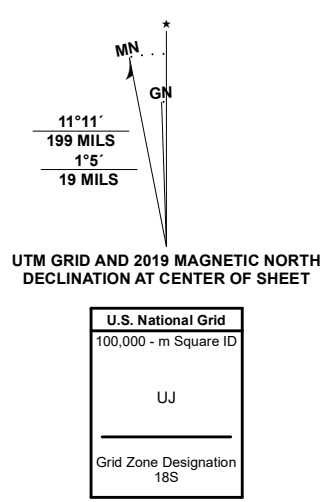 MN
GN
11°11´
199 MILS
1°5´
19 MILS
UTM GRID AND 2019 MAGNETIC NORTH
DECLINATION AT CENTER OF SHEET
U.S. National Grid
100,000 - m Square ID
UJ
Grid Zone Designation
18S